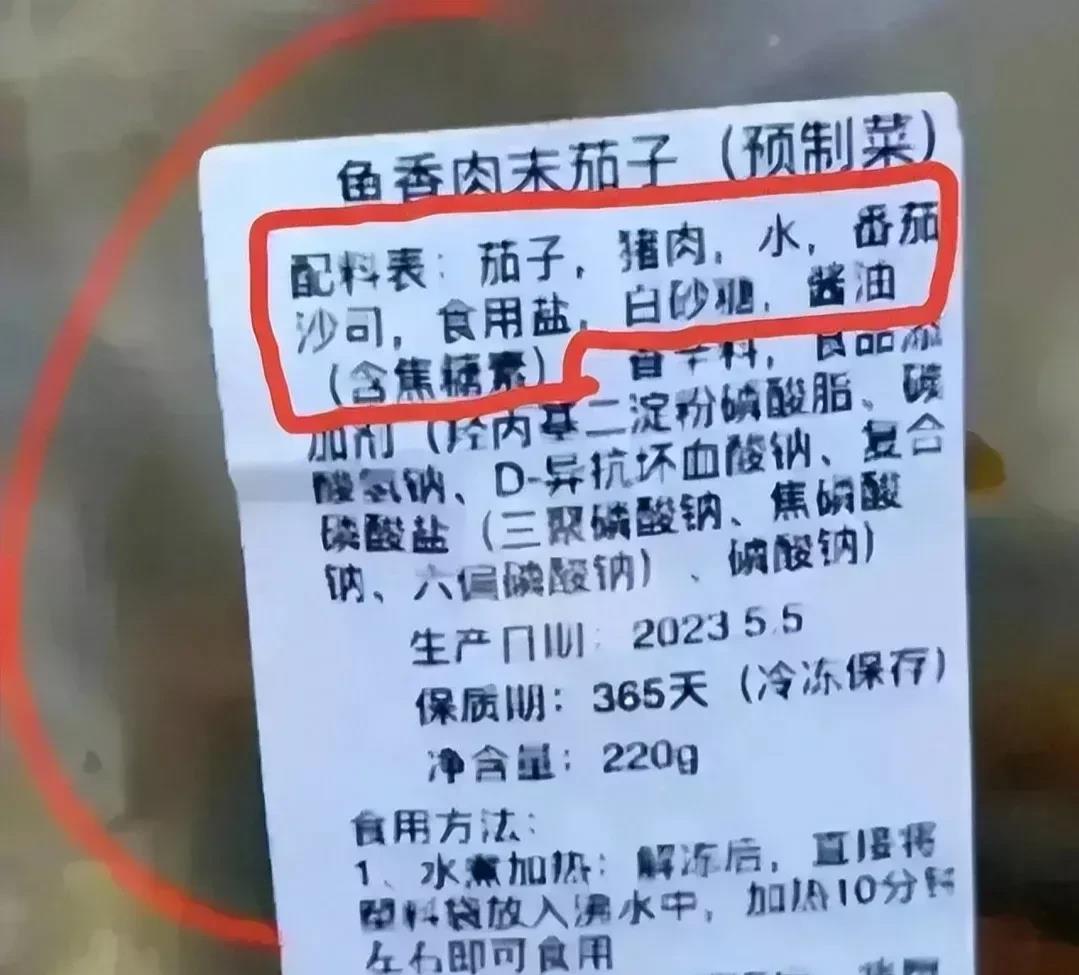 鱼香肉末茄子（预制菜）
配料表：茄子，猪肉，水，番茄
沙司，食用盐，白砂糖，酱油
（含焦糖素） 香辛料，食品添
加剂（羟丙基二淀粉磷酸脂、碳
酸氢钠、D-异抗坏血酸钠、复合
磷酸盐（三聚磷酸钠、焦磷酸
钠、六偏磷酸钠）、磷酸钠）
生产日期：2023 5.5
保质期：365天（冷冻保存）
净含量：220g
食用方法：
1、水煮加热：解冻后，直接将
塑料袋放入沸水中，加热10分钟
左右即可食用